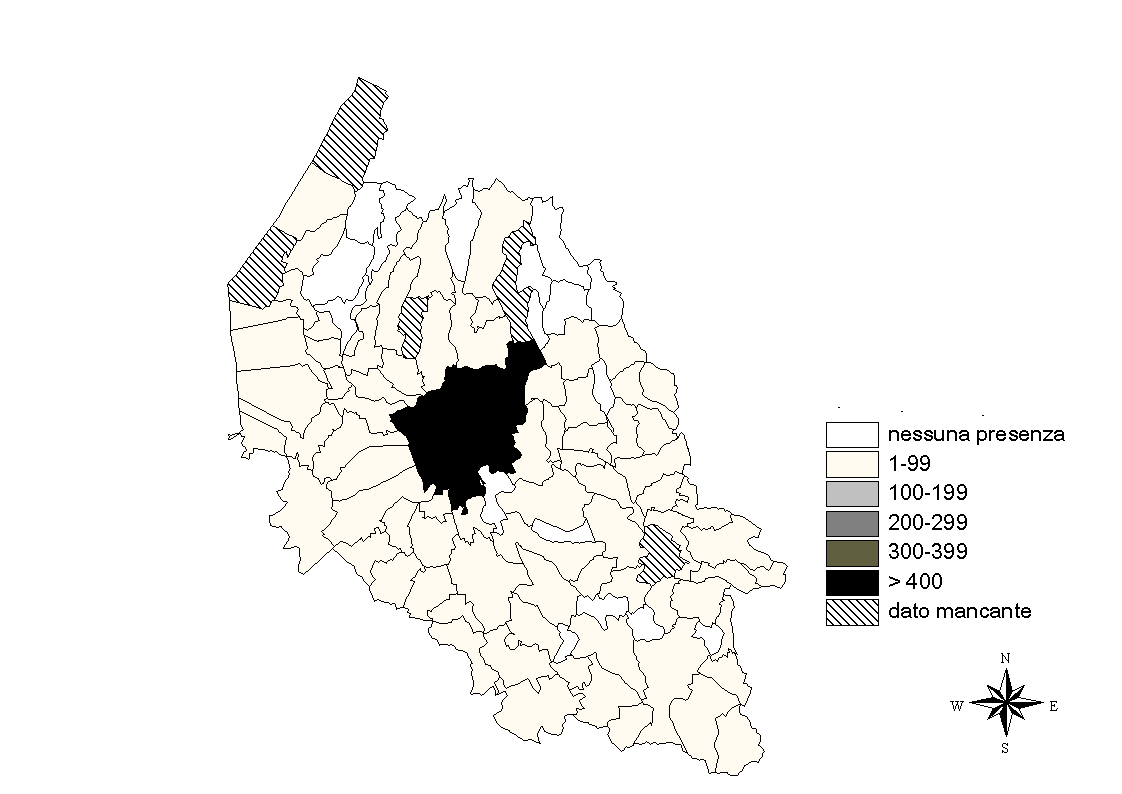 nessuna presenza
1-99
100-199
200-299
300-399
> 400
dato mancante
N
W E
S